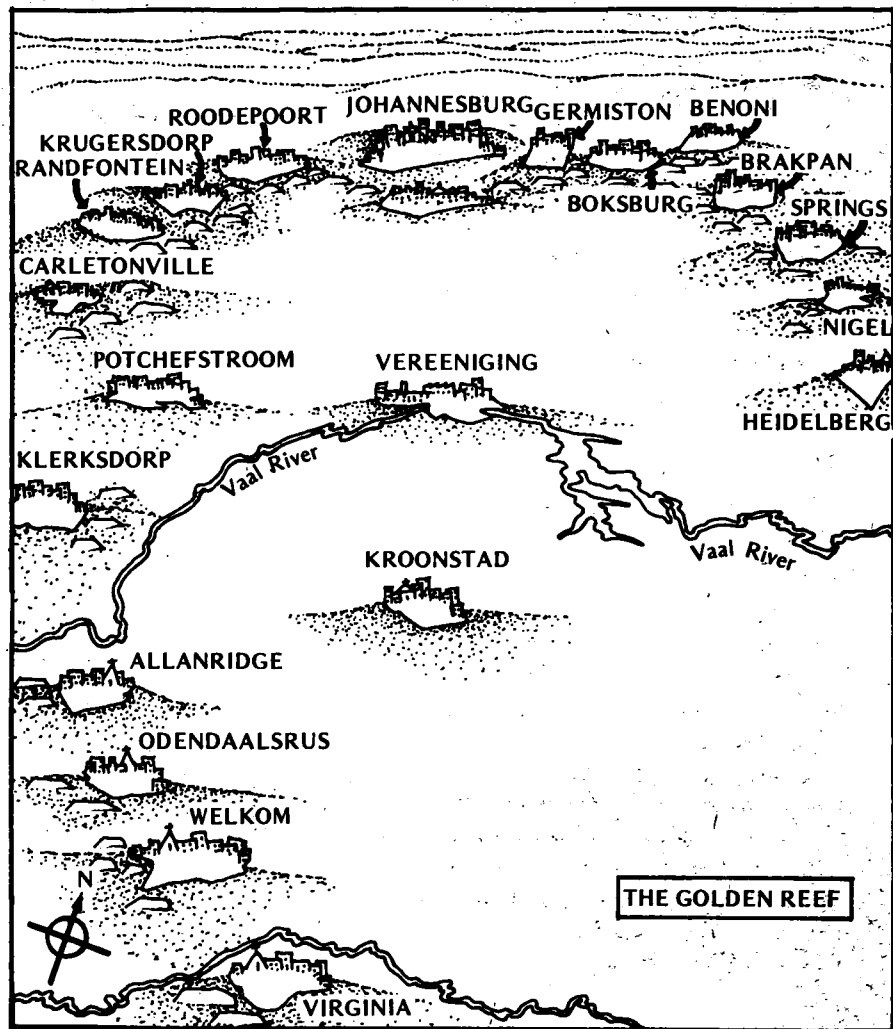 ROODEPOORT
JOHANNESBURG
GERMISTON
BENONI
KRUGERSDORP
RANDFONTEIN
BRAKPAN
BOKSBURG
SPRINGS
CARLETONVILLE
NIGEL
POTCHEFSTROOM
VEREENIGING
HEIDELBERG
KLERKSDORP
Vaal River
Vaal River
KROONSTAD
ALLANRIDGE
ODENDAALSRUS
WELKOM
N
THE GOLDEN REEF
VIRGINIA